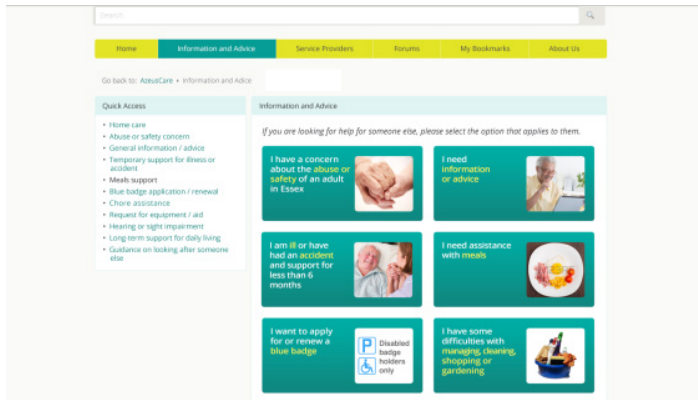 Search
Home
Information and Advice
Service Providers
Forums
My Bookmarks
About Us
Go back to: AzeusCare • Information and Adice
Quick Access
• Home care
• Abuse or safety concern
• General information / advice
• Temporary support for illness or
accident
• Meals support
• Blue badge application / renewal
• Chore assistance
• Request for equipment / aid
• Hearing or sight impairment
• Long-term support for daily living
• Guidance on looking after someone
else
Information and Advice
If you are looking for help for someone else, please select the option that applies to them.
I have a concern
about the abuse or
safety of an adult
in Essex
I need
information
or advice
I am ill or have
had an accident
and support for
less than 6
months
I need assistance
with meals
I want to apply
for or renew a
blue badge
P Disabled
badge
holders
only
I have some
difficulties with
managing, cleaning,
shopping or
gardening